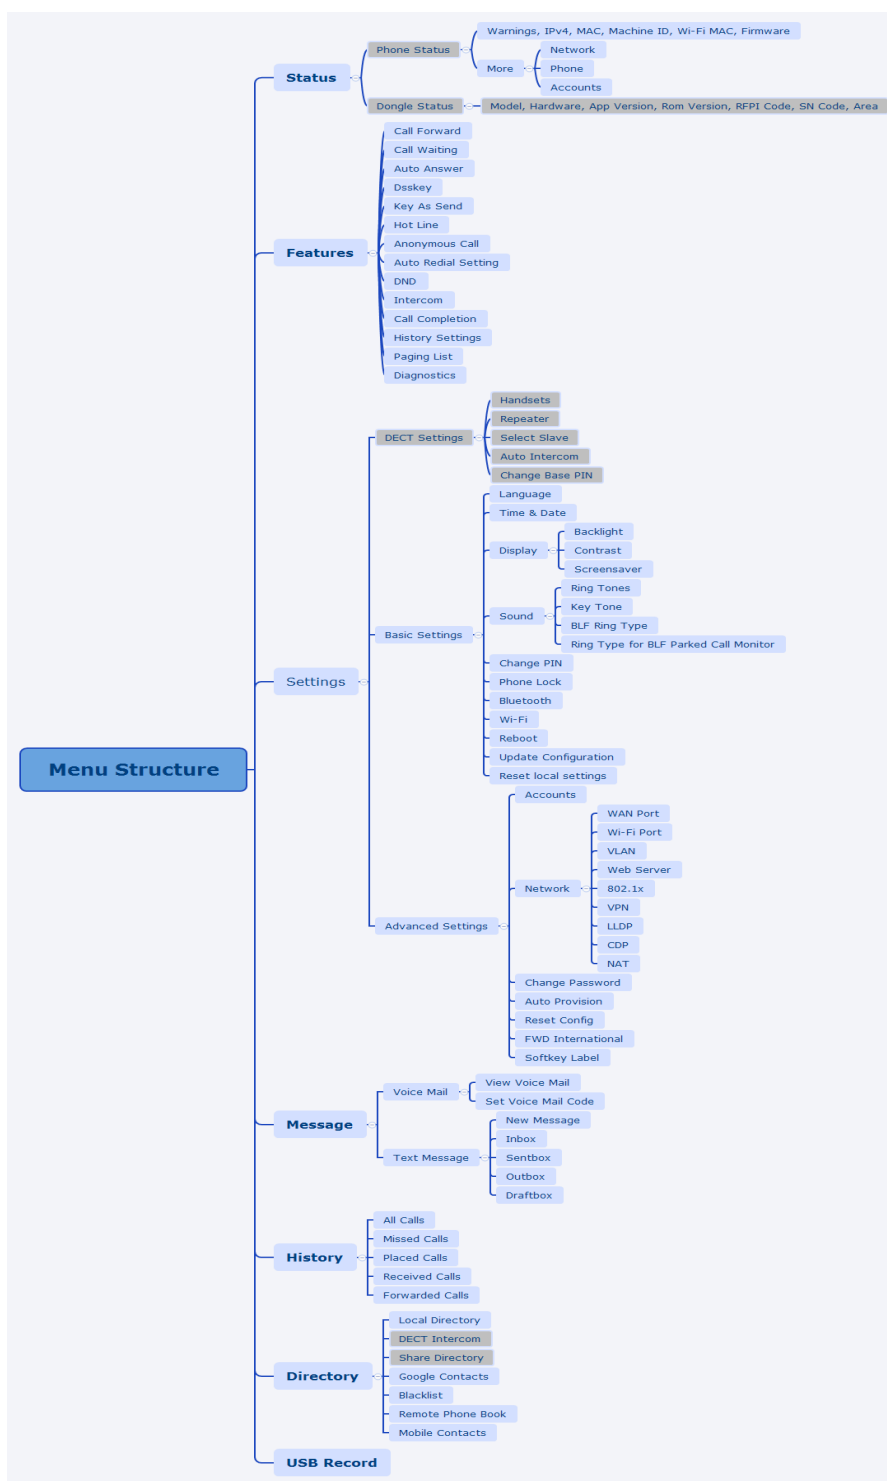 Menu Structure
Status
Phone Status
Warnings, IPv4, MAC, Machine ID, Wi-Fi MAC, Firmware
More
Network
Phone
Accounts
Dongle Status
Model, Hardware, App Version, Rom Version, RFPI Code, SN Code, Area
Features
Call Forward
Call Waiting
Auto Answer
Dsskey
Key As Send
Hot Line
Anonymous Call
Auto Redial Setting
DND
Intercom
Call Completion
History Settings
Paging List
Diagnostics
Settings
DECT Settings
Handsets
Repeater
Select Slave
Auto Intercom
Change Base PIN
Basic Settings
Language
Time & Date
Display
Backlight
Contrast
Screensaver
Sound
Ring Tones
Key Tone
BLF Ring Type
Ring Type for BLF Parked Call Monitor
Change PIN
Phone Lock
Bluetooth
Wi-Fi
Reboot
Update Configuration
Reset local settings
Advanced Settings
Accounts
Network
WAN Port
Wi-Fi Port
VLAN
Web Server
802.1x
VPN
LLDP
CDP
NAT
Change Password
Auto Provision
Reset Config
FWD International
Softkey Label
Message
Voice Mail
View Voice Mail
Set Voice Mail Code
Text Message
New Message
Inbox
Sentbox
Outbox
Draftbox
History
All Calls
Missed Calls
Placed Calls
Received Calls
Forwarded Calls
Directory
Local Directory
DECT Intercom
Share Directory
Google Contacts
Blacklist
Remote Phone Book
Mobile Contacts
USB Record